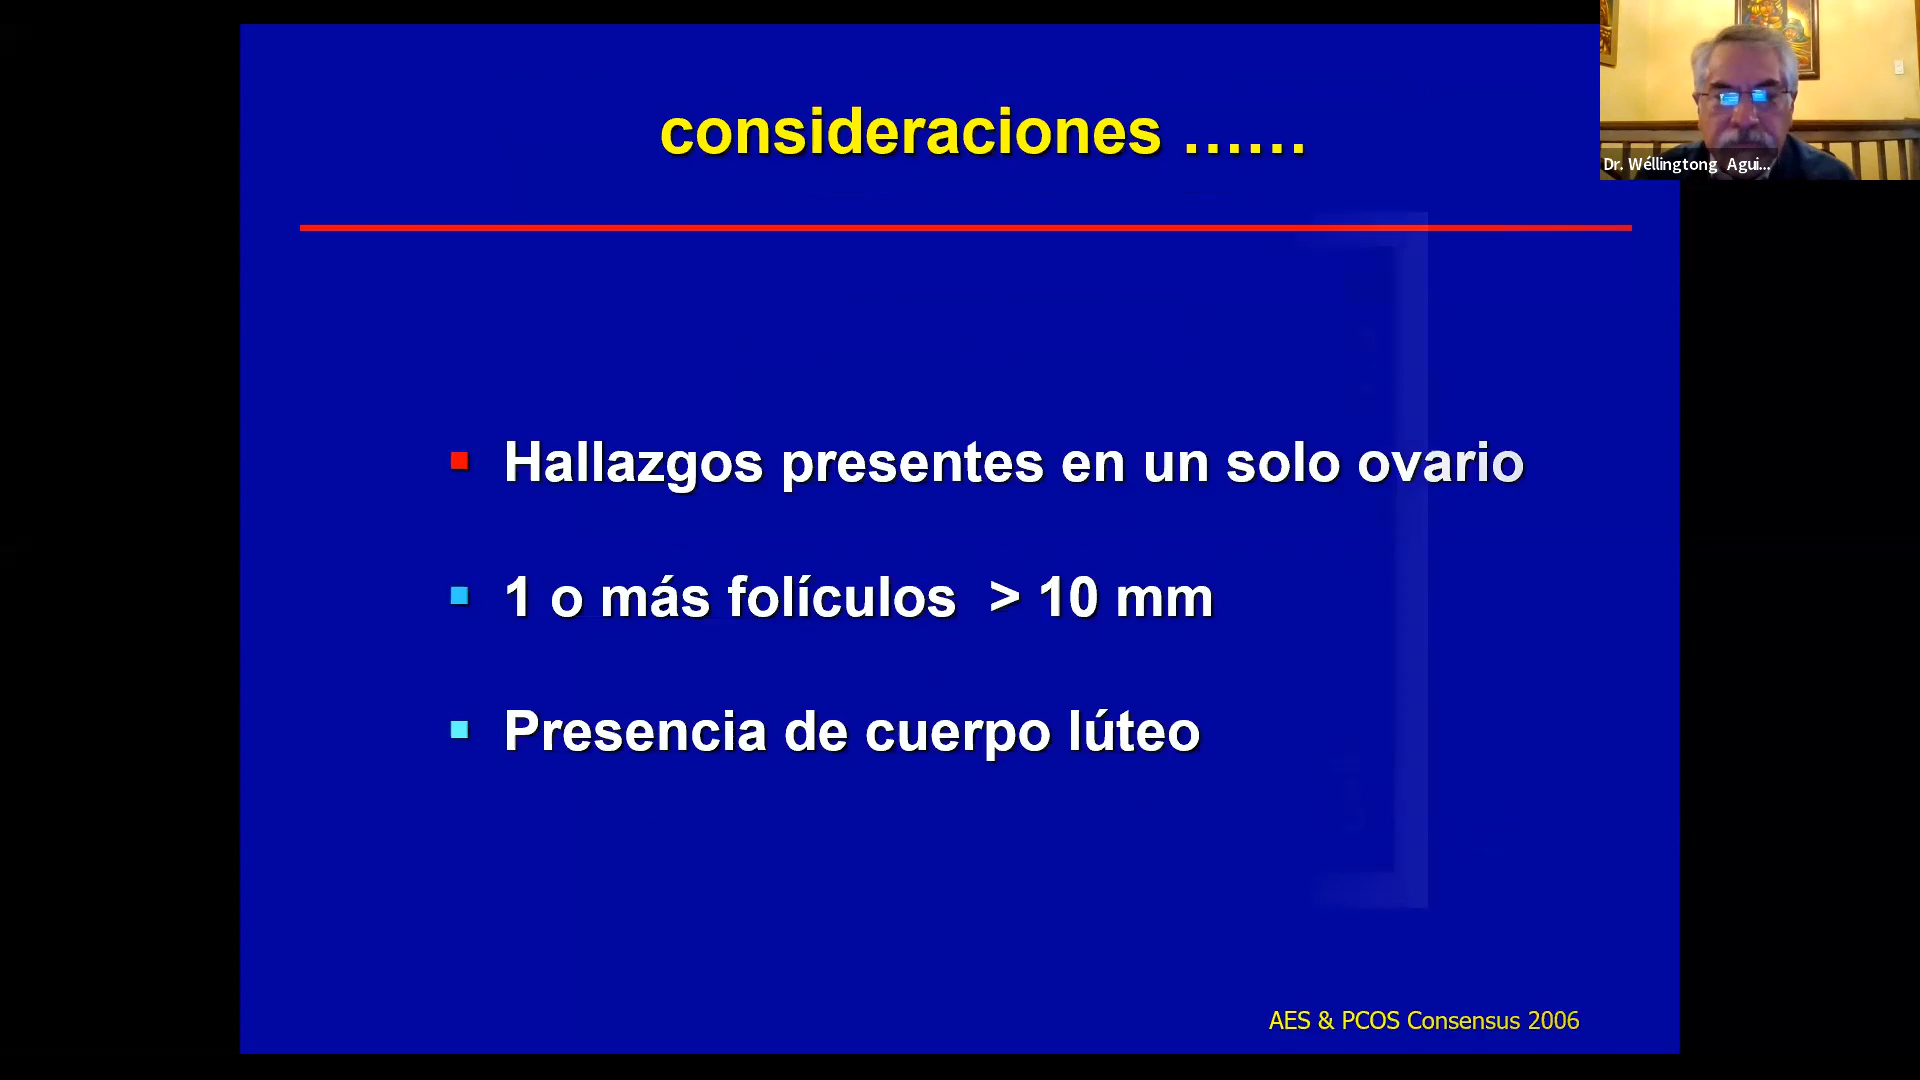 consideraciones ......
Dr. Wéllingtong Agui...
Hallazgos presentes en un solo ovario
1 o más folículos > 10 mm
Presencia de cuerpo lúteo
AES & PCOS Consensus 2006